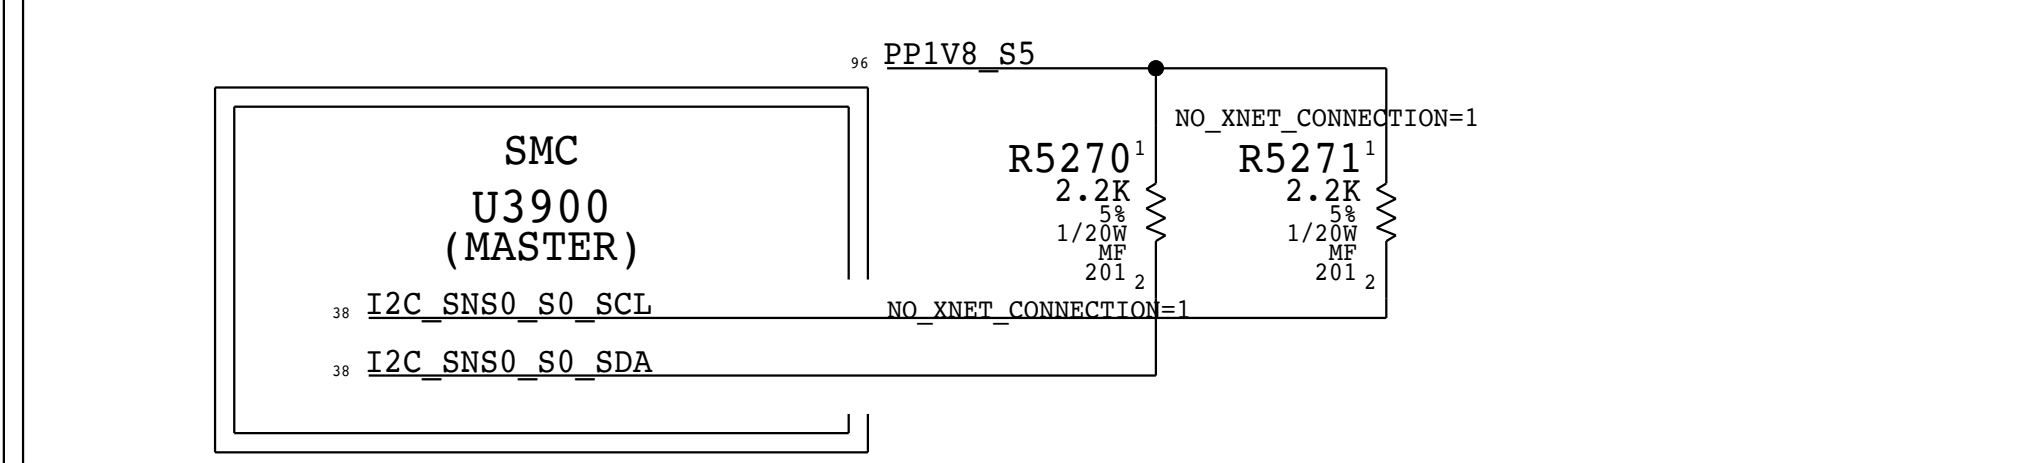 96 PP1V8_S5
NO_XNET_CONNECTION=1
SMC
U3900
(MASTER)
R5270 1
2.2K
5%
1/20W
MF
201 2
R5271 1
2.2K
5%
1/20W
MF
201 2
38 I2C_SNS0_S0_SCL
NO_XNET_CONNECTION=1
38 I2C_SNS0_S0_SDA